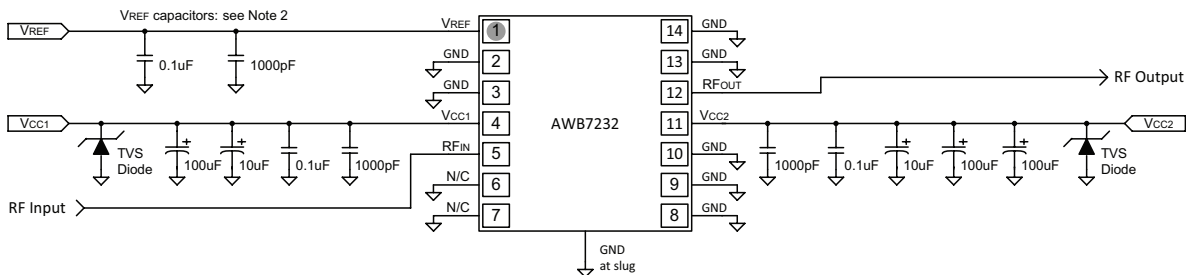 VREF capacitors: see Note 2
VREF
0.1uF
1000pF
VREF
1
GND
2
GND
3
VCC1
VCC1
4
TVS
Diode
100uF
10uF
0.1uF
1000pF
RFIN
5
N/C
6
RF Input
N/C
7
AWB7232
GND
at slug
14
GND
13
GND
12
RFOUT
RF Output
11
VCC2
VCC2
10
GND
1000pF
0.1uF
10uF
100uF
100uF
TVS
Diode
9
GND
8
GND